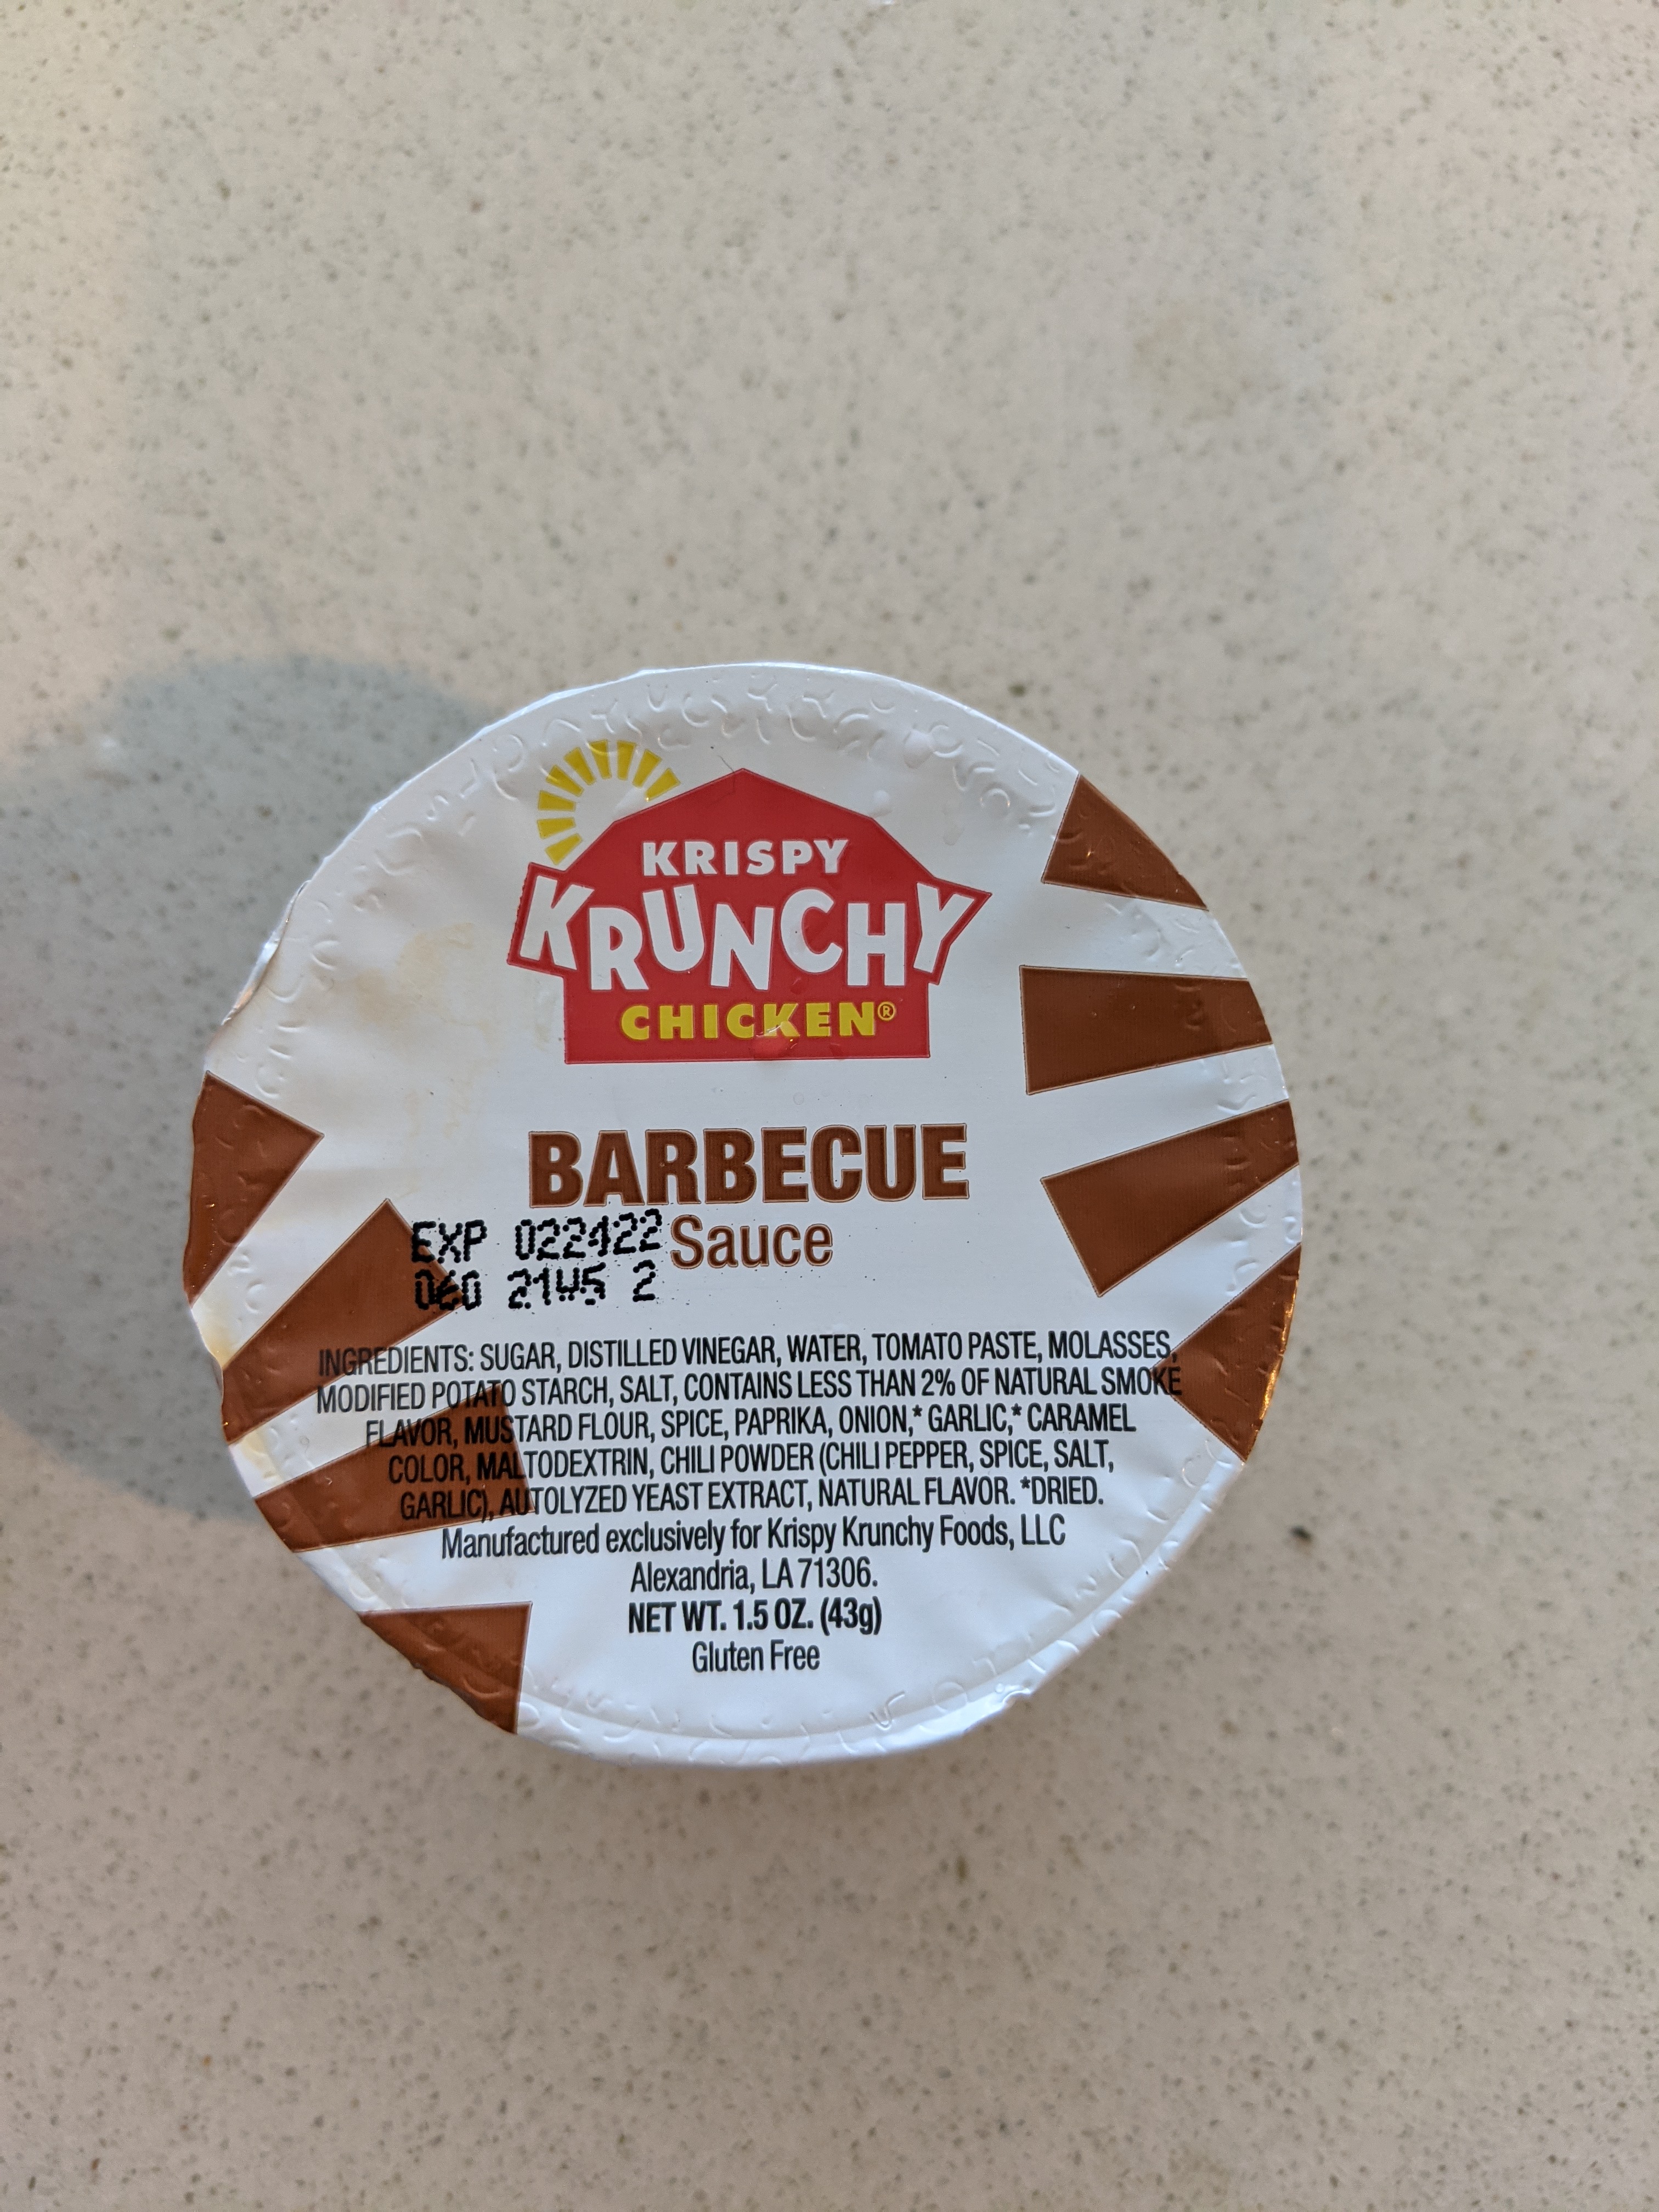 KRISPY
KRUNCHY
CHICKEN®
BARBECUE
Sauce
EXP 022422
060 2145 2
INGREDIENTS: SUGAR, DISTILLED VINEGAR, WATER, TOMATO PASTE, MOLASSES,
MODIFIED POTATO STARCH, SALT, CONTAINS LESS THAN 2% OF NATURAL SMOKE
FLAVOR, MUSTARD FLOUR, SPICE, PAPRIKA, ONION,* GARLIC,* CARAMEL
COLOR, MALTODEXTRIN, CHILI POWDER (CHILI PEPPER, SPICE, SALT,
GARLIC), AUTOLYZED YEAST EXTRACT, NATURAL FLAVOR. *DRIED.
Manufactured exclusively for Krispy Krunchy Foods, LLC
Alexandria, LA 71306.
NET WT. 1.5 OZ. (43g)
Gluten Free